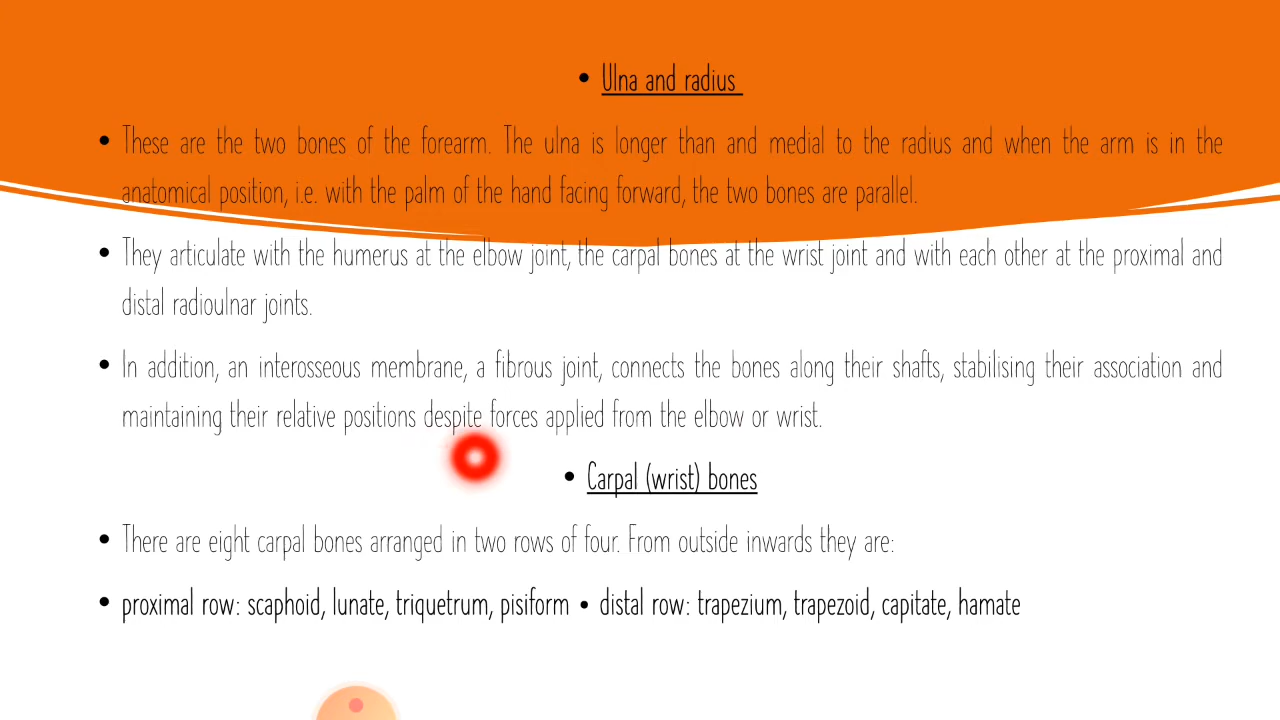 • Ulna and radius
• These are the two bones of the forearm. The ulna is longer than and medial to the radius and when the arm is in the
anatomical position, i.e. with the palm of the hand facing forward, the two bones are parallel.
• They articulate with the humerus at the elbow joint, the carpal bones at the wrist joint and with each other at the proximal and
distal radioulnar joints.
• In addition, an interosseous membrane, a fibrous joint, connects the bones along their shafts, stabilising their association and
maintaining their relative positions despite forces applied from the elbow or wrist.
• Carpal (wrist) bones
• There are eight carpal bones arranged in two rows of four. From outside inwards they are:
• proximal row: scaphoid, lunate, triquetrum, pisiform • distal row: trapezium, trapezoid, capitate, hamate